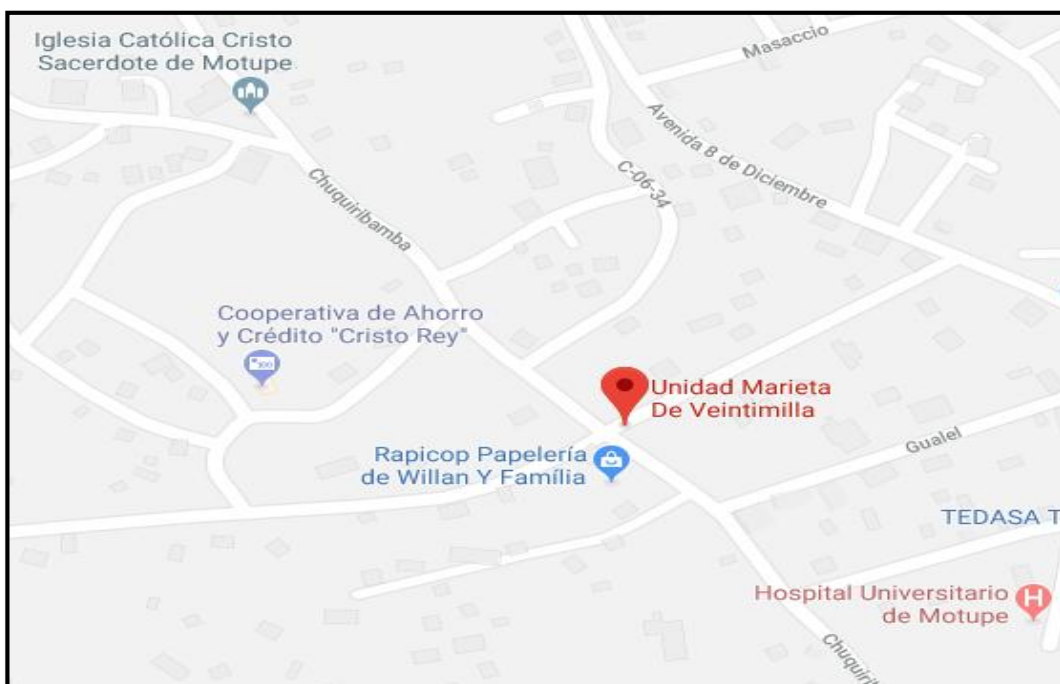 Iglesia Católica Cristo
Sacerdote de Motupe
Masaccio
Avenida 8 de Diciembre
C-06-34
Chuquiribamba
Cooperativa de Ahorro
y Crédito "Cristo Rey"
Unidad Marieta
De Veintimilla
Rapicop Papelería
de Willan Y Família
Gualel
TEDASA T
Hospital Universitario
de Motupe
H